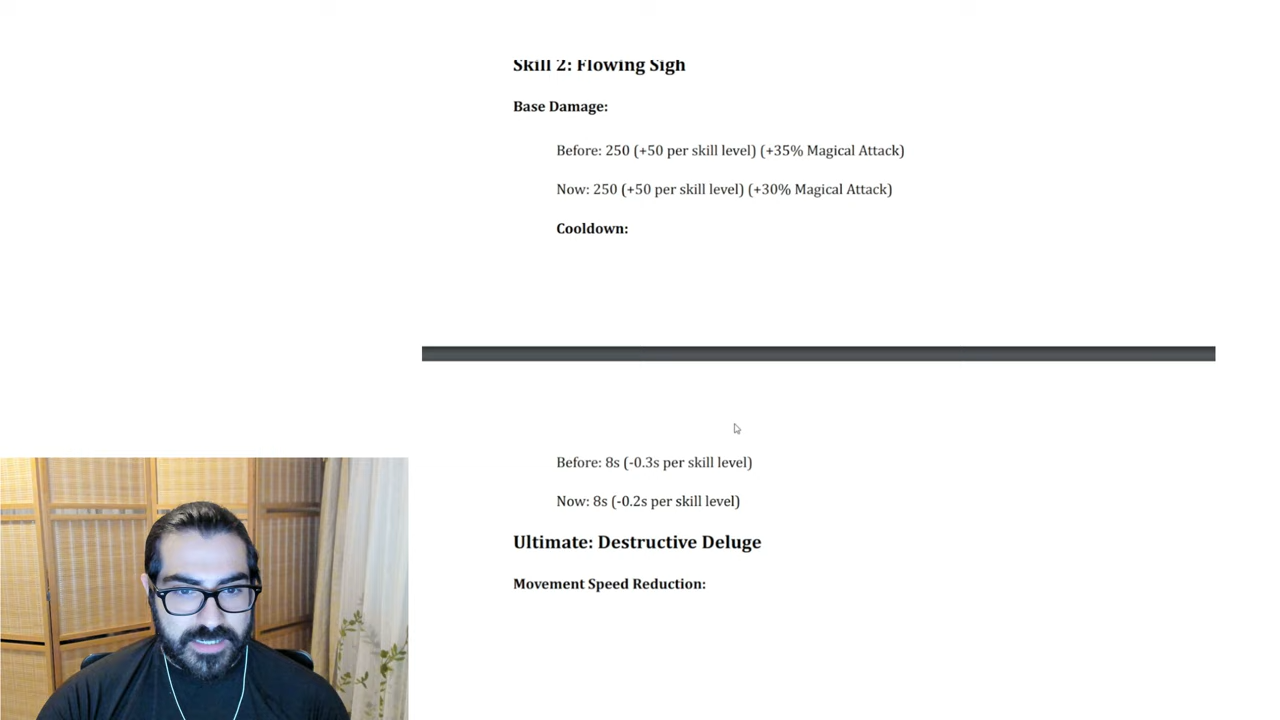 Skill 2: Flowing Sigh
Base Damage:
Before: 250 (+50 per skill level) (+35% Magical Attack)
Now: 250 (+50 per skill level) (+30% Magical Attack)
Cooldown:
Before: 8s (-0.3s per skill level)
Now: 8s (-0.2s per skill level)
Ultimate: Destructive Deluge
Movement Speed Reduction: